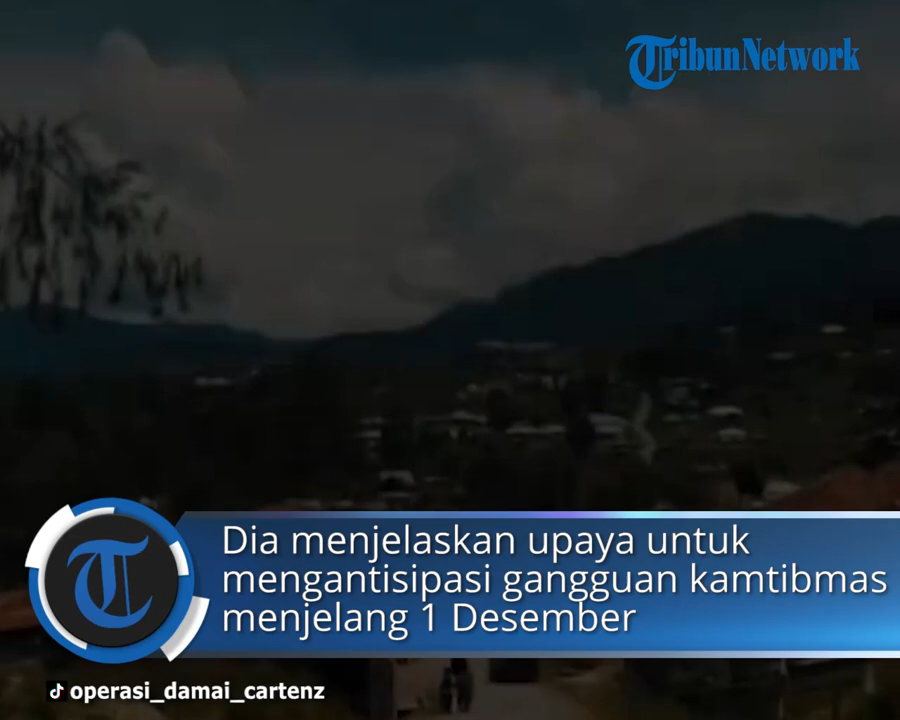 TribunNetwork
Dia menjelaskan upaya untuk
mengantisipasi gangguan kamtibmas
menjelang 1 Desember
T
operasi_damai_cartenz